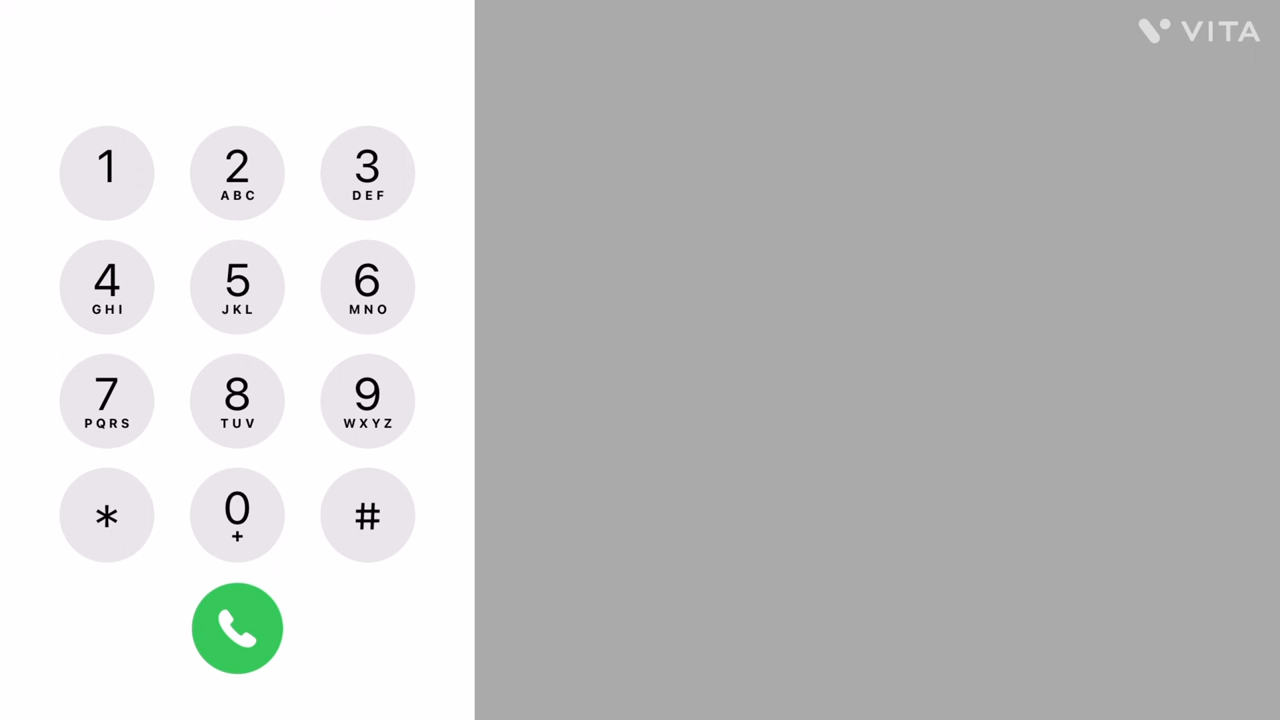 VITA
1 2 3
ABC DEF
4 5 6
GHI JKL MNO
7 8 9
PQRS TUV WXYZ
* 0 #
+